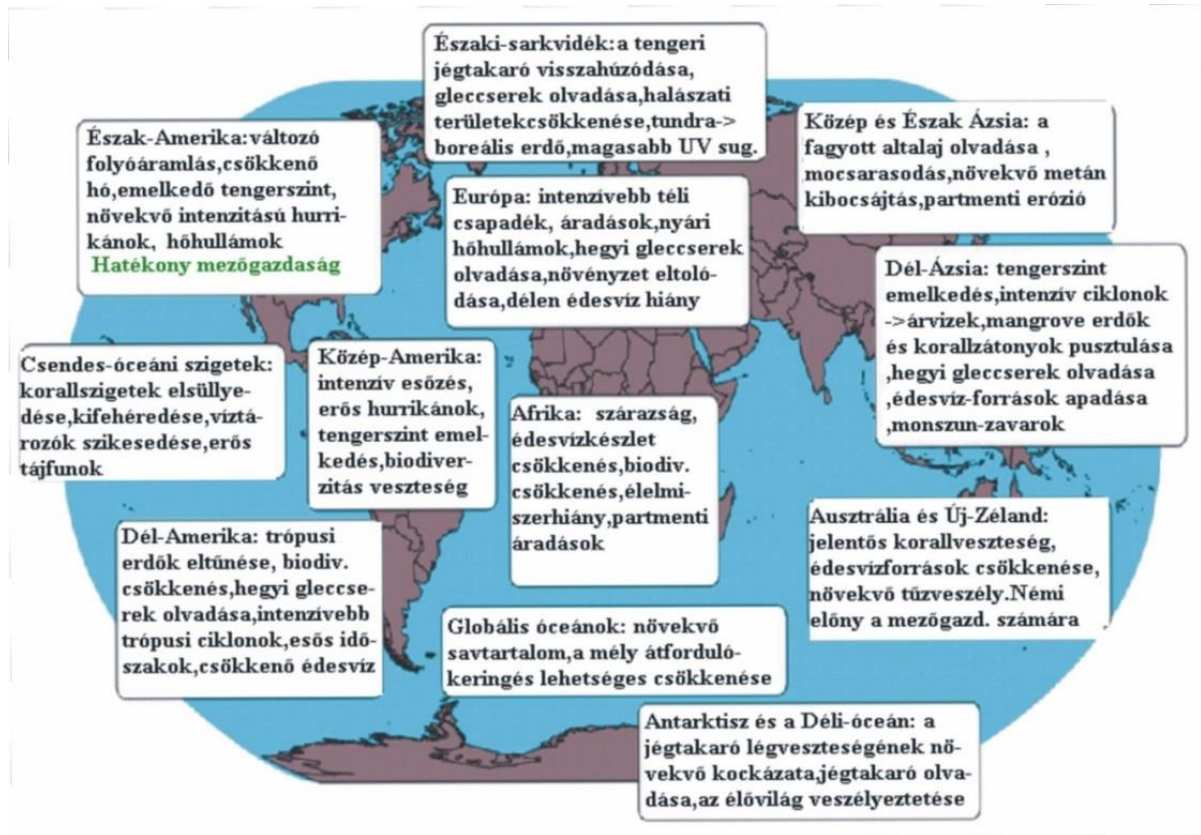 Északi-sarkvidék:a tengeri
jégtakaró visszahúzódása,
gleccserek olvadása,halászati
területekcsökkenése,tundra->
boreális erdő,magasabb UV sug.
Észak-Amerika:változó
folyóáramlás,csökkenő
hó,emelkedő tengerszint,
növekvő intenzitású hurri-
kánok, hőhullámok
Hatékony mezőgazdaság
Közép és Észak Ázsia: a
fagyott altalaj olvadása ,
mocsarasodás,növekvő metán
kibocsájtás,partmenti erózió
Európa: intenzívebb téli
csapadék, áradások,nyári
hőhullámok,hegyi gleccserek
olvadása,növényzet eltoló-
dása,délen édesvíz hiány
Dél-Ázsia: tengerszint
emelkedés,intenzív ciklonok
->árvizek,mangrove erdők
és korallzátonyok pusztulása
,hegyi gleccserek olvadása
,édesvíz-források apadása
,monszun-zavarok
Csendes-óceáni szigetek:
korallszigetek elsüllye-
dése,kifehéredése,víztá-
rozók szikesedése,erős
tájfunok
Közép-Amerika:
intenzív esőzés,
erős hurrikánok,
tengerszint emel-
kedés,biodiver-
zitás veszteség
Afrika: szárazság,
édesvízkészlet
csökkenés,biodiv.
csökkenés,élelmi-
szerhiány,partmenti
áradások
Ausztrália és Új-Zéland:
jelentős korallveszteség,
édesvízforrások csökkenése,
növekvő tűzveszély.Némi
előny a mezőgazd. számára
Dél-Amerika: trópusi
erdők eltűnése, biodiv.
csökkenés,hegyi gleccse-
rek olvadása,intenzívebb
trópusi ciklonok,esős idő-
szakok,csökkenő édesvíz
Globális óceánok: növekvő
savtartalom,a mély átforduló-
keringés lehetséges csökkenése
Antarktisz és a Déli-óceán: a
jégtakaró légveszteségének nö-
vekvő kockázata,jégtakaró olva-
dása,az élővilág veszélyeztetése